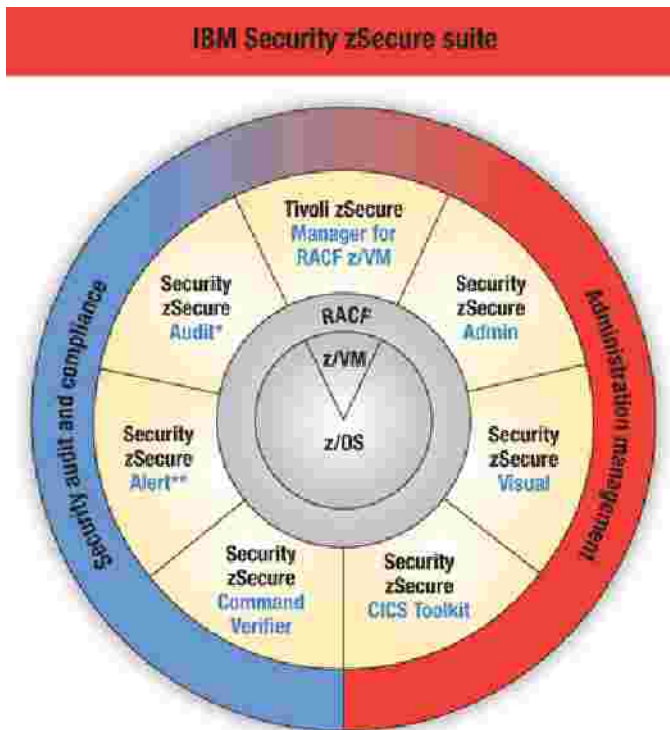 IBM Security zSecure suite
Tivoli zSecure
Manager for
RACF z/VM
Security
zSecure
Admin
Security
zSecure
Visual
Security
zSecure
CICS Toolkit
Security
zSecure
Command
Verifier
Security
zSecure
Alert**
Security
zSecure
Audit*
RACF
z/VM
z/OS
Security audit and compliance
Administration management